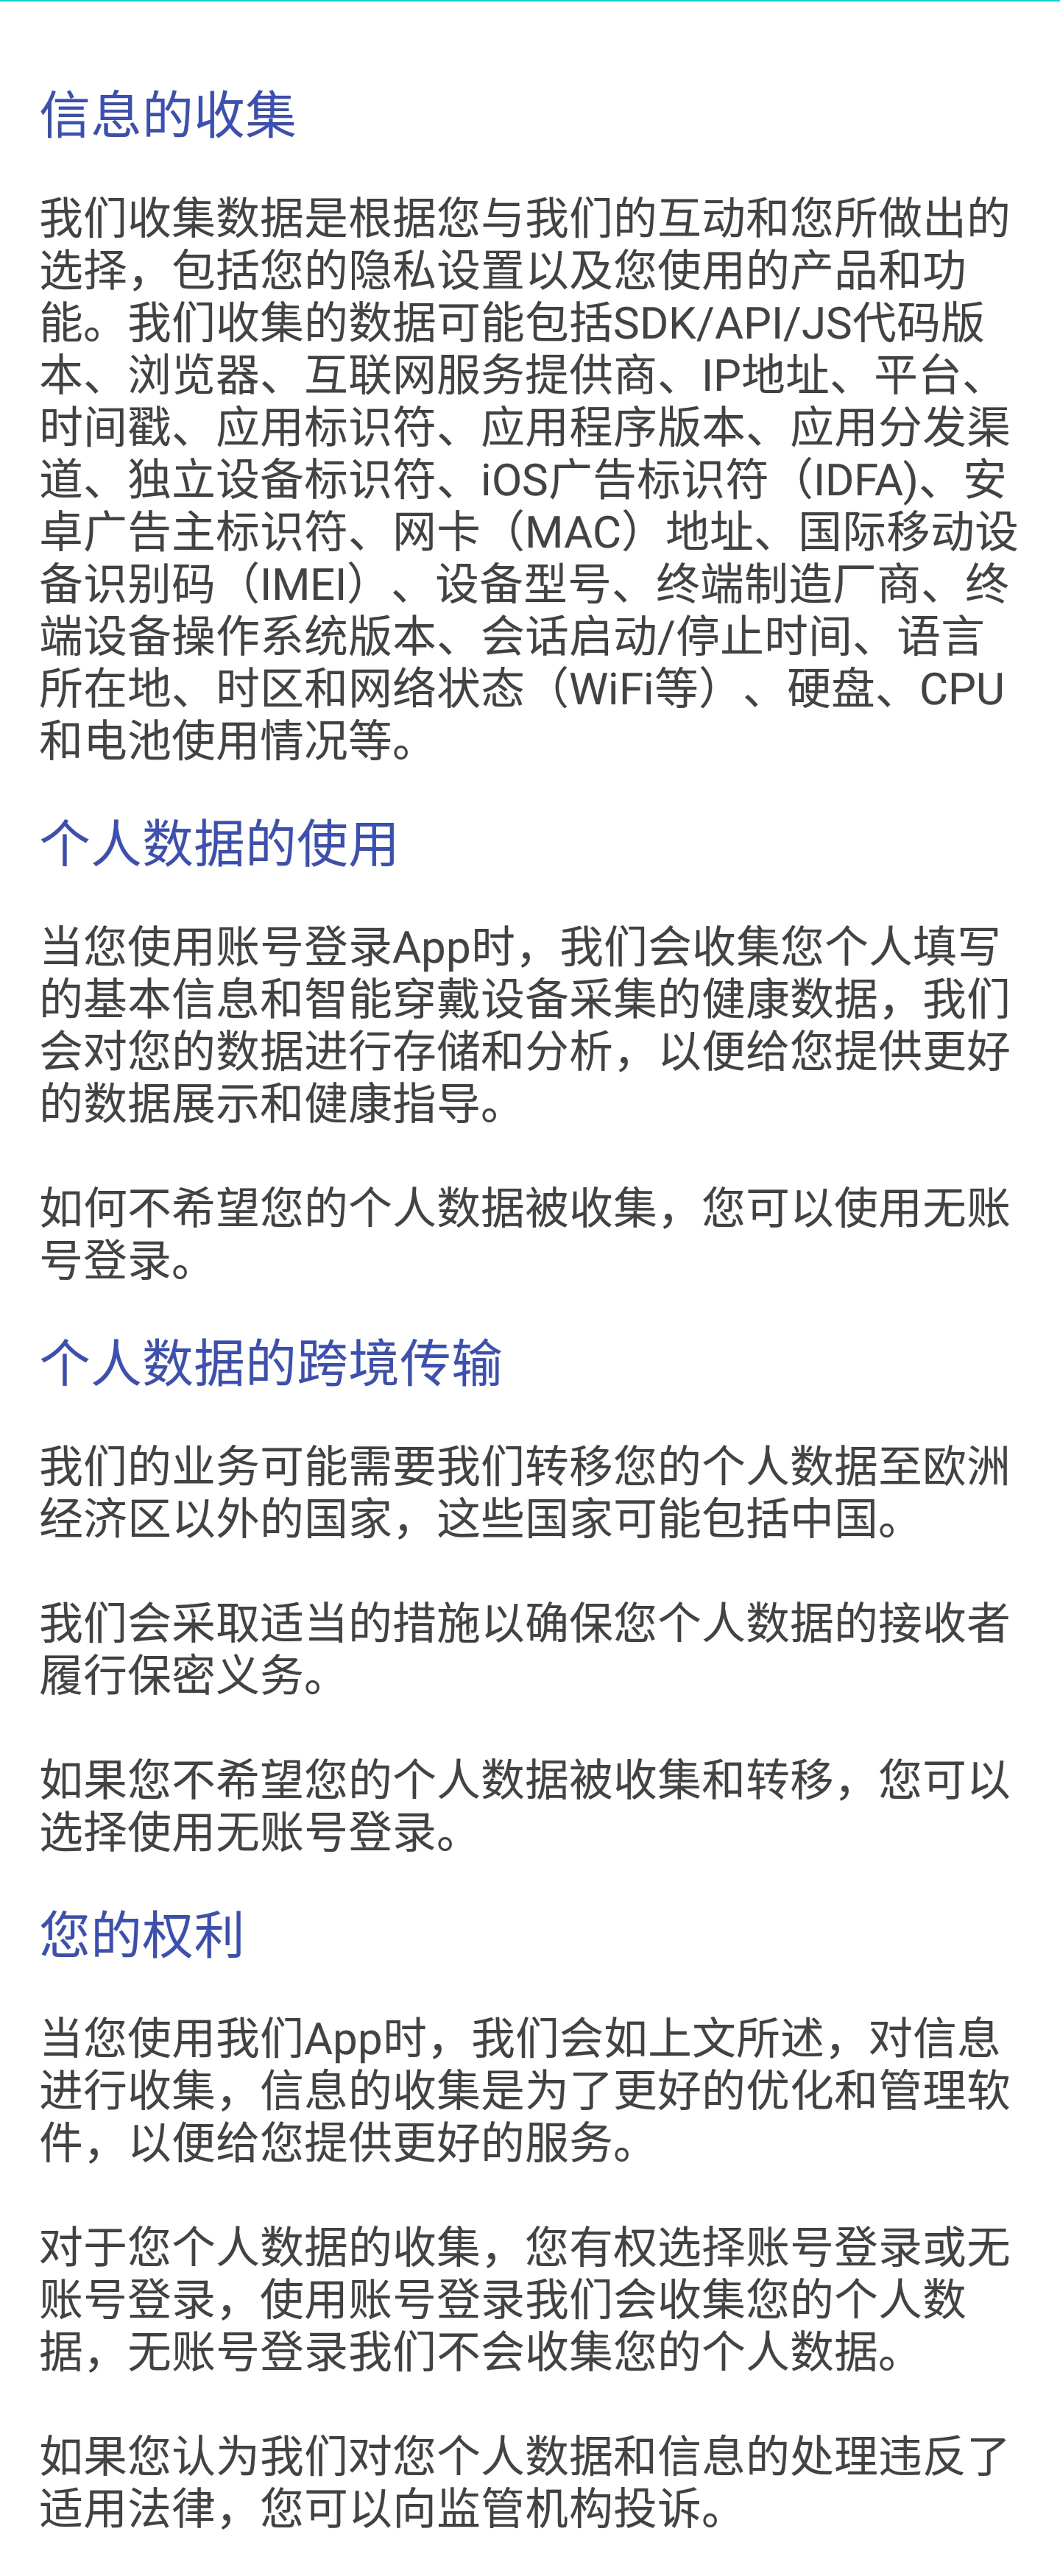 信息的收集
我们收集数据是根据您与我们的互动和您所做出的
选择，包括您的隐私设置以及您使用的产品和功
能。我们收集的数据可能包括SDK/API/JS代码版
本、浏览器、互联网服务提供商、IP地址、平台、
时间戳、应用标识符、应用程序版本、应用分发渠
道、独立设备标识符、iOS广告标识符（IDFA)、安
卓广告主标识符、网卡（MAC）地址、国际移动设
备识别码（IMEI）、设备型号、终端制造厂商、终
端设备操作系统版本、会话启动/停止时间、语言
所在地、时区和网络状态（WiFi等）、硬盘、CPU
和电池使用情况等。
个人数据的使用
当您使用账号登录App时，我们会收集您个人填写
的基本信息和智能穿戴设备采集的健康数据，我们
会对您的数据进行存储和分析，以便给您提供更好
的数据展示和健康指导。
如何不希望您的个人数据被收集，您可以使用无账
号登录。
个人数据的跨境传输
我们的业务可能需要我们转移您的个人数据至欧洲
经济区以外的国家，这些国家可能包括中国。
我们会采取适当的措施以确保您个人数据的接收者
履行保密义务。
如果您不希望您的个人数据被收集和转移，您可以
选择使用无账号登录。
您的权利
当您使用我们App时，我们会如上文所述，对信息
进行收集，信息的收集是为了更好的优化和管理软
件，以便给您提供更好的服务。
对于您个人数据的收集，您有权选择账号登录或无
账号登录，使用账号登录我们会收集您的个人数
据，无账号登录我们不会收集您的个人数据。
如果您认为我们对您个人数据和信息的处理违反了
适用法律，您可以向监管机构投诉。